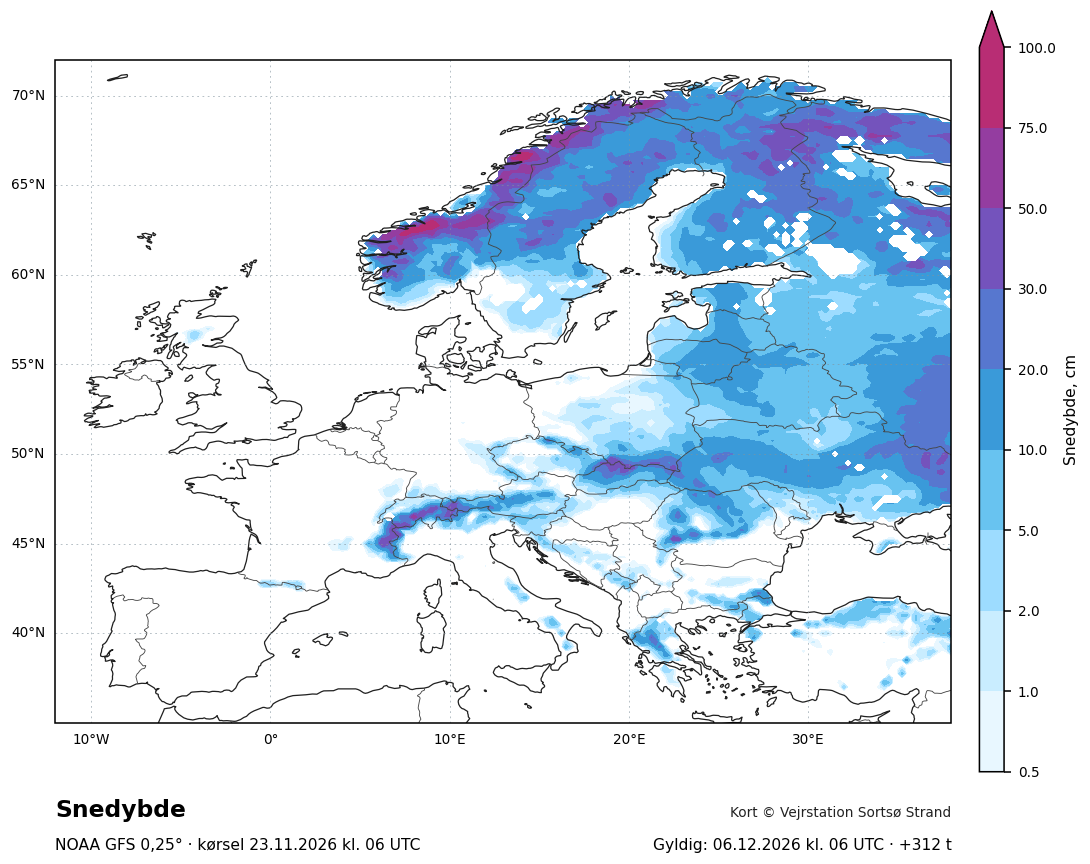 100.0
75.0
50.0
30.0
20.0
10.0
5.0
2.0
1.0
0.5
Snedybde, cm
70°N
65°N
60°N
55°N
50°N
45°N
40°N
10°W 0° 10°E 20°E 30°E
Snedybde
Kort © Vejrstation Sortsø Strand
NOAA GFS 0,25° · kørsel 23.11.2026 kl. 06 UTC
Gyldig: 06.12.2026 kl. 06 UTC · +312 t